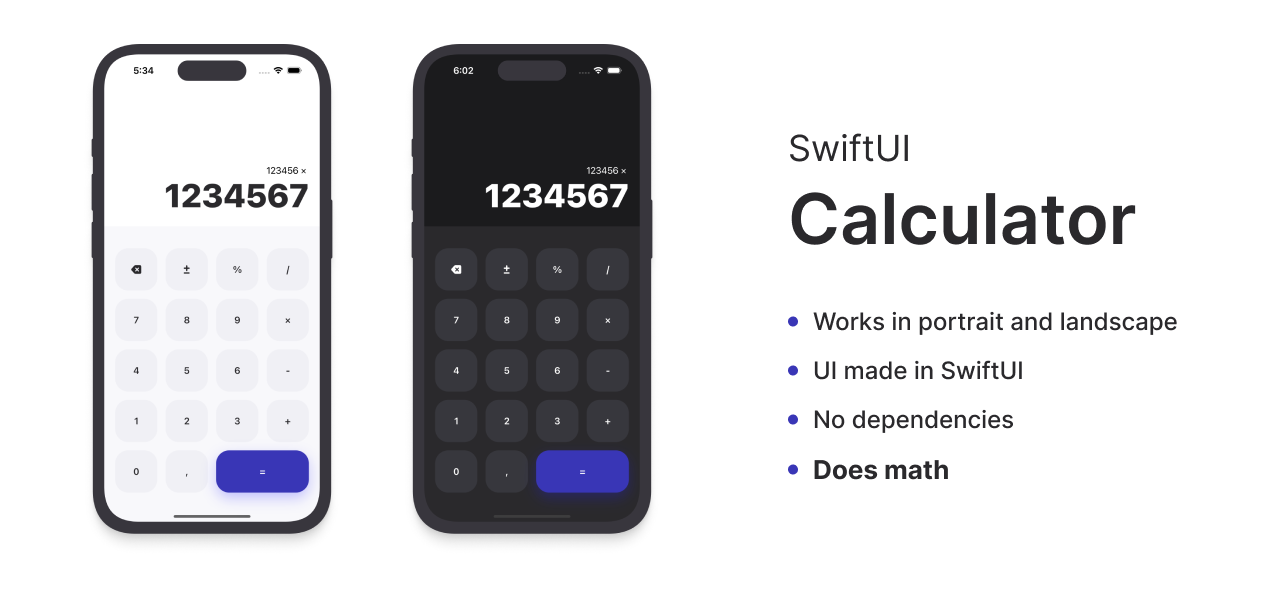 5:34
123456 ×
1234567
± % /
7 8 9 ×
4 5 6 -
1 2 3 +
0 , =
6:02
123456 ×
1234567
± % /
7 8 9 ×
4 5 6 -
1 2 3 +
0 , =
SwiftUI
Calculator
Works in portrait and landscape
UI made in SwiftUI
No dependencies
Does math